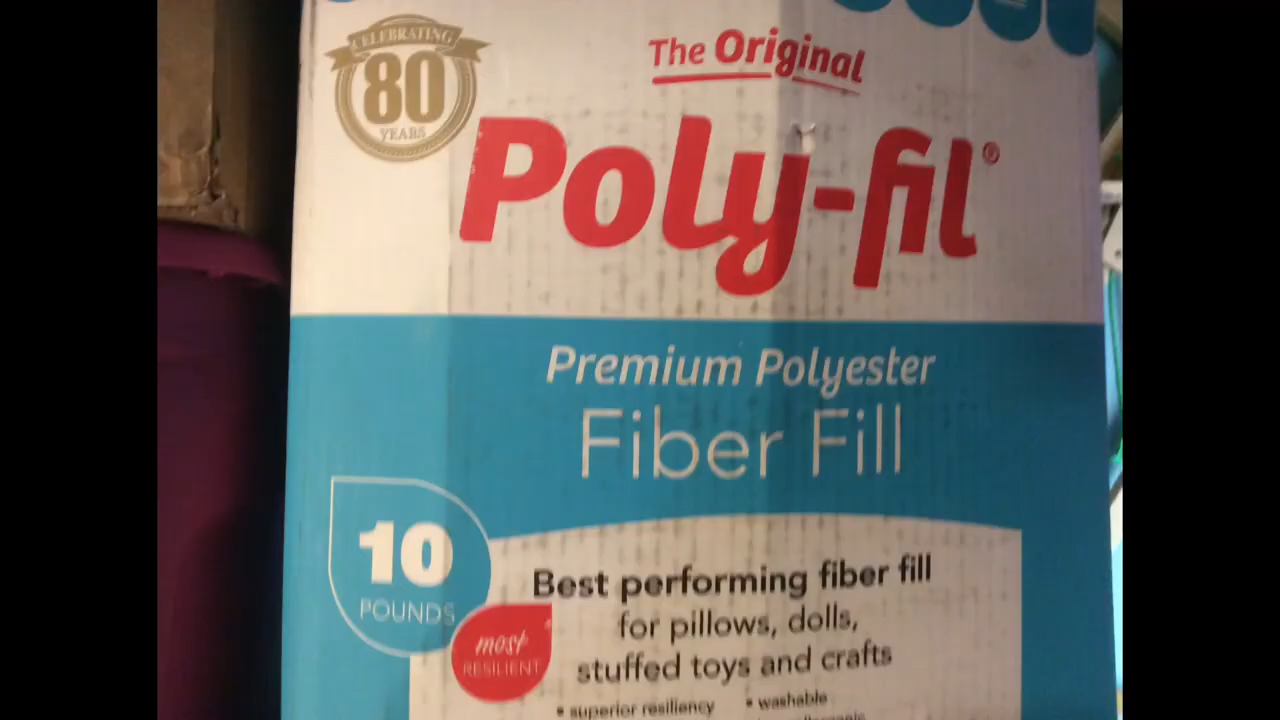 CELEBRATING
80
YEARS
The Original
Poly-fil®
Premium Polyester
Fiber Fill
10
POUNDS
most
RESILIENT
Best performing fiber fill
for pillows, dolls,
stuffed toys and crafts
• superior resiliency • washable